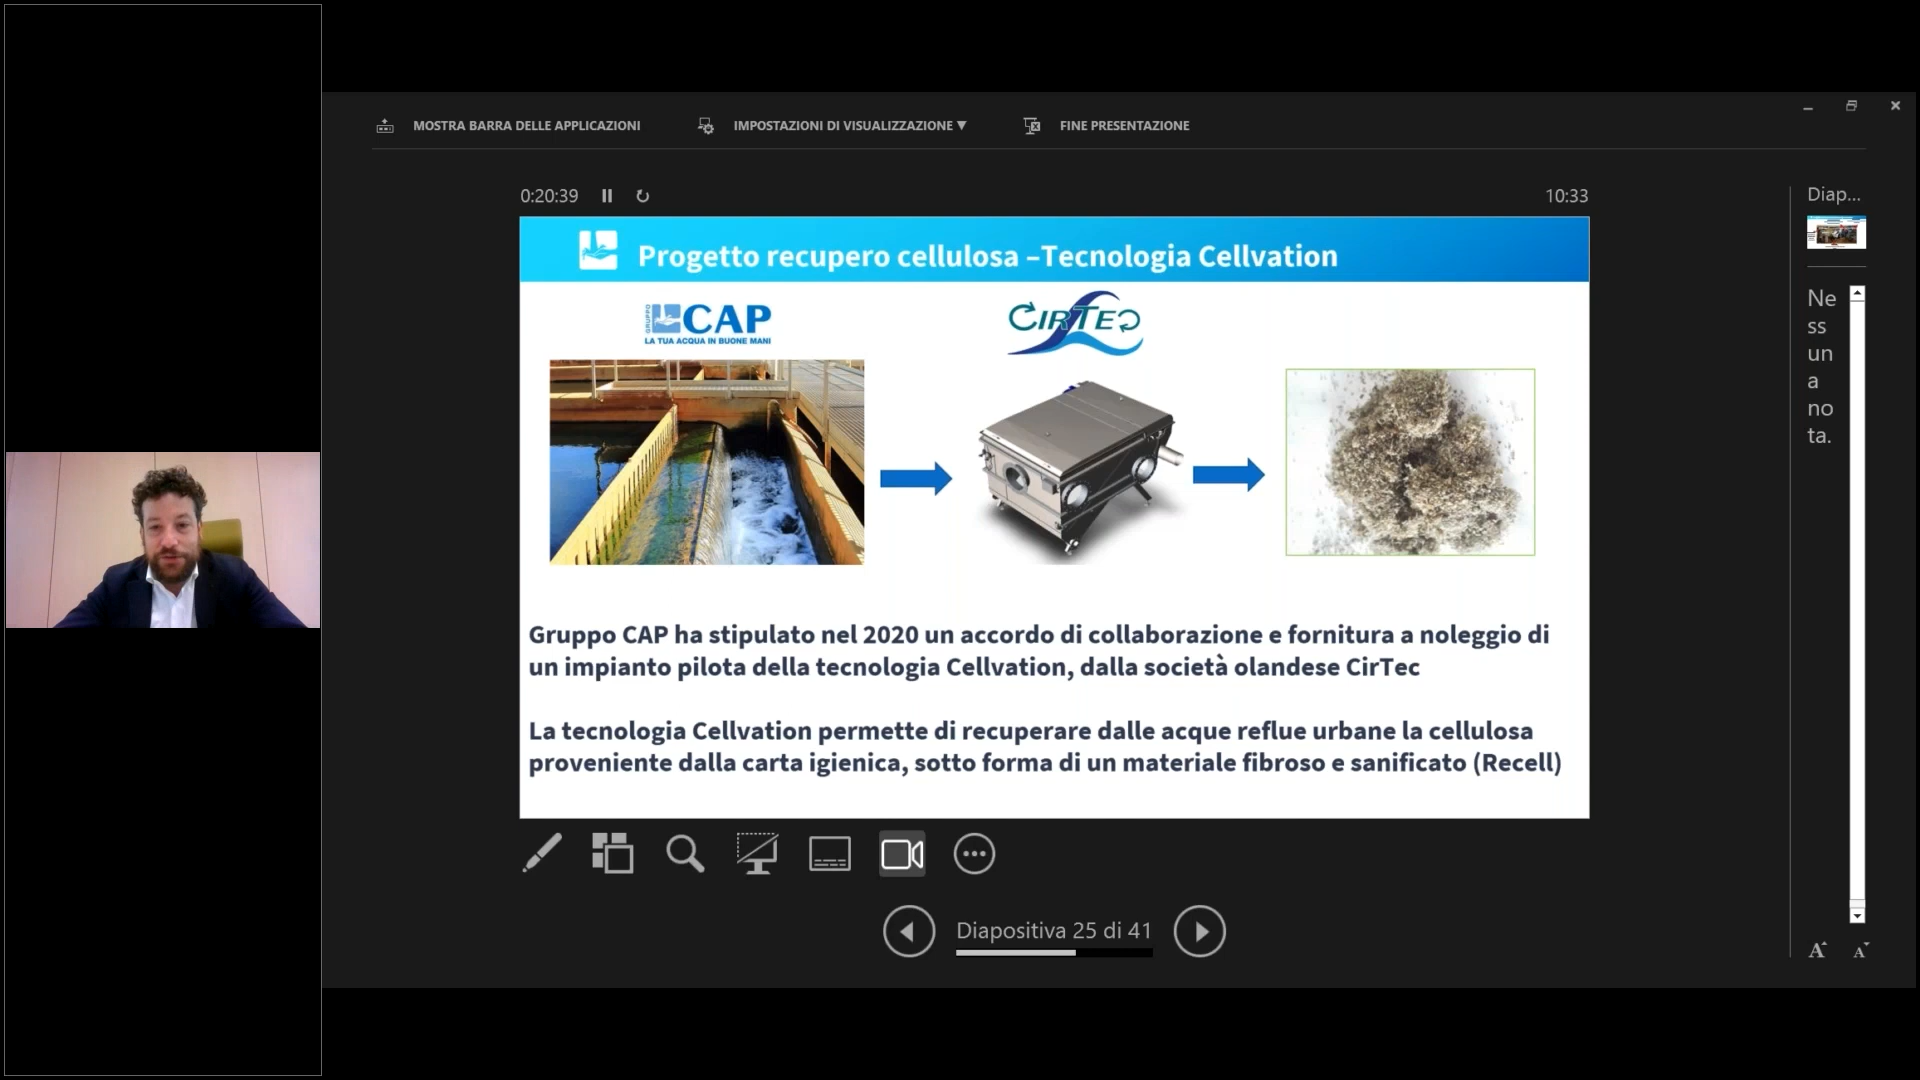 MOSTRA BARRA DELLE APPLICAZIONI
IMPOSTAZIONI DI VISUALIZZAZIONE ▼
FINE PRESENTAZIONE
0:20:39
10:33
Diap...
Progetto recupero cellulosa –Tecnologia Cellvation
GRUPPO
CAP
LA TUA ACQUA IN BUONE MANI
CIRTEC
Gruppo CAP ha stipulato nel 2020 un accordo di collaborazione e fornitura a noleggio di
un impianto pilota della tecnologia Cellvation, dalla società olandese CirTec
La tecnologia Cellvation permette di recuperare dalle acque reflue urbane la cellulosa
proveniente dalla carta igienica, sotto forma di un materiale fibroso e sanificato (Recell)
Ne
ss
un
a
no
ta.
Diapositiva 25 di 41
A
A